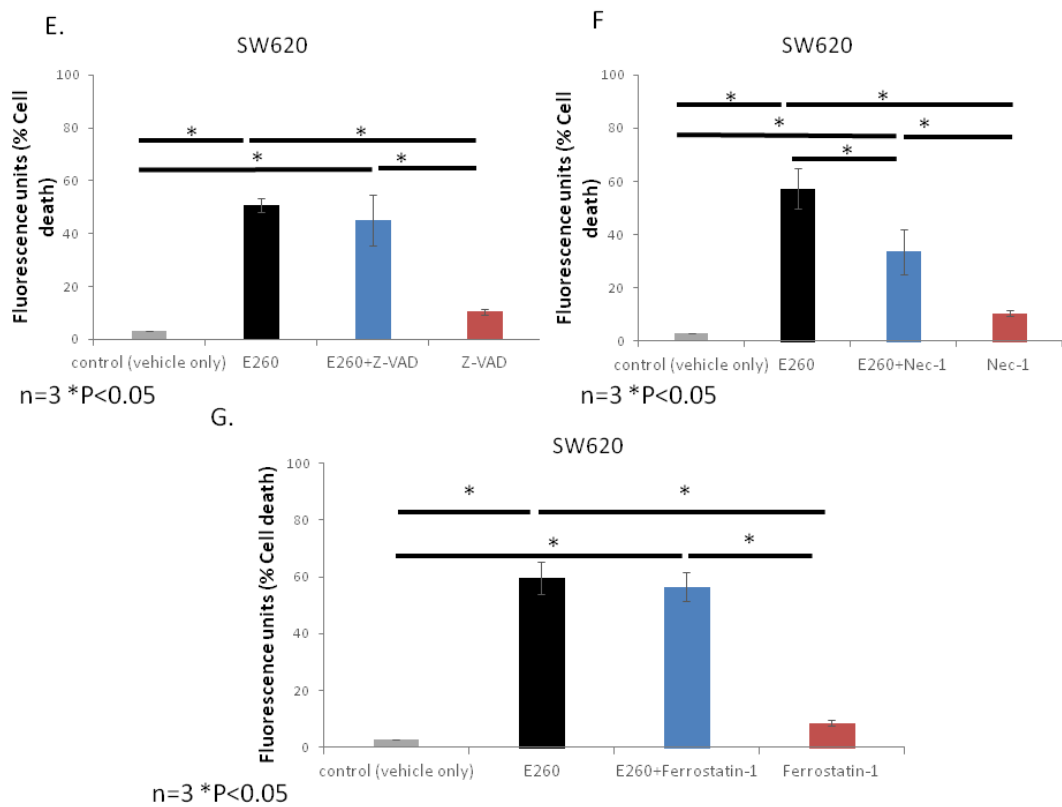 E.
SW620
Fluorescence units (% Cell
death)
100
80
60
40
20
0
*
*
*
*
control (vehicle only) E260 E260+Z-VAD Z-VAD
n=3 *P<0.05
F
SW620
Fluorescence units (% Cell
death)
100
80
60
40
20
0
*
*
*
*
*
control (vehicle only) E260 E260+Nec-1 Nec-1
n=3 *P<0.05
G.
SW620
Fluorescence units (% Cell death)
100
80
60
40
20
0
*
*
*
*
control (vehicle only) E260 E260+Ferrostatin-1 Ferrostatin-1
n=3 *P<0.05